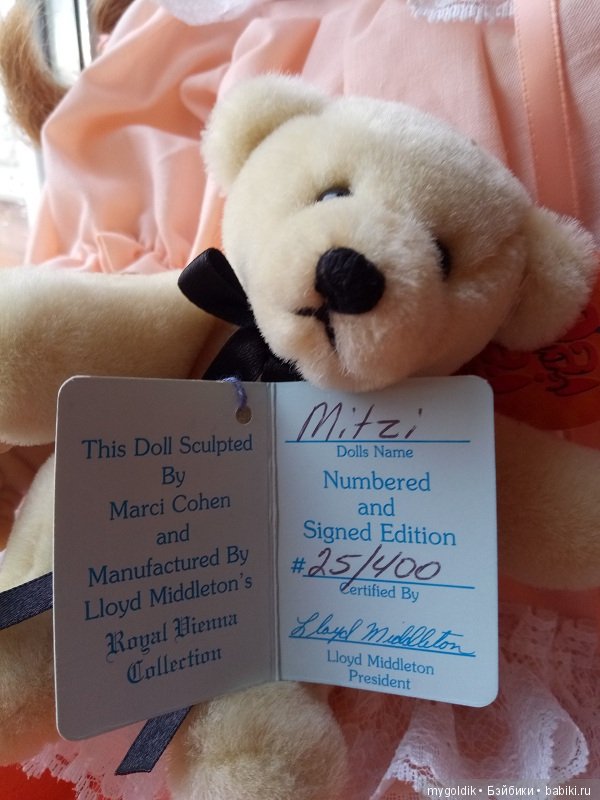 This Doll Sculpted
By
Marci Cohen
and
Manufactured By
Lloyd Middleton's
Royal Vienna
Collection
Mitzi
Dolls Name
Numbered
and
Signed Edition
#25/400
Certified By
Lloyd Middleton
Lloyd Middleton
President
mygoldik • Бэйбики • babiki.ru